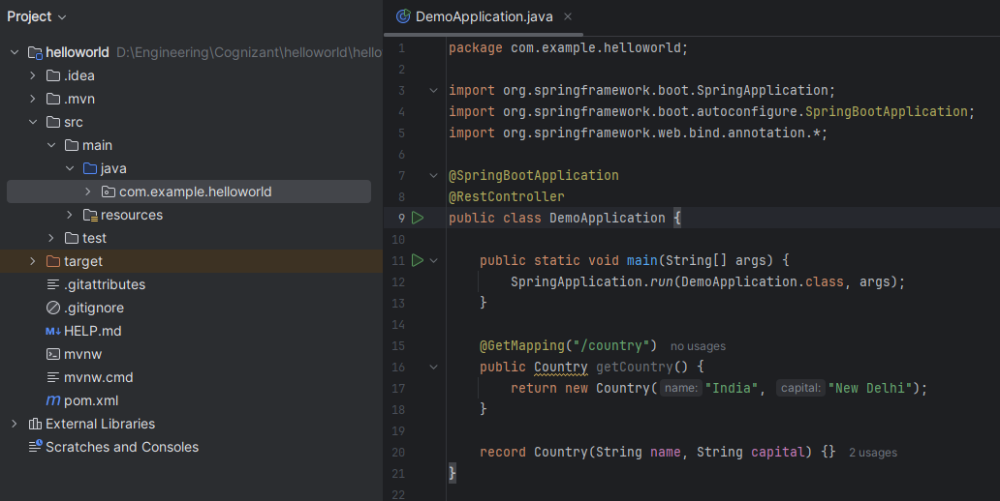 Project
helloworld D:\Engineering\Cognizant\helloworld\hello
.idea
.mvn
src
main
java
com.example.helloworld
resources
test
target
.gitattributes
.gitignore
HELP.md
mvnw
mvnw.cmd
pom.xml
External Libraries
Scratches and Consoles
DemoApplication.java
1 package com.example.helloworld;
2
3 import org.springframework.boot.SpringApplication;
4 import org.springframework.boot.autoconfigure.SpringBootApplication;
5 import org.springframework.web.bind.annotation.*;
6
7 @SpringBootApplication
8 @RestController
9 public class DemoApplication {
10
11 public static void main(String[] args) {
12 SpringApplication.run(DemoApplication.class, args);
13 }
14
15 @GetMapping("/country") no usages
16 public Country getCountry() {
17 return new Country( name: "India", capital: "New Delhi");
18 }
19
20 record Country(String name, String capital) {} 2 usages
21 }
22